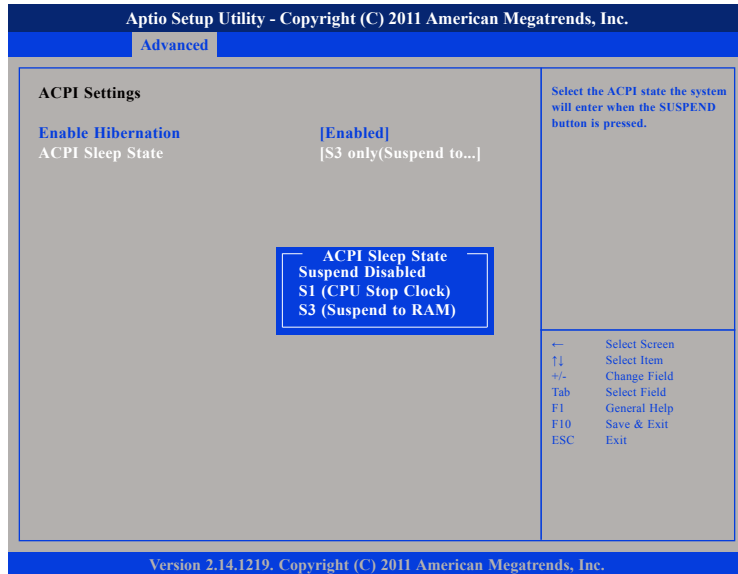 Aptio Setup Utility - Copyright (C) 2011 American Megatrends, Inc.
Advanced
ACPI Settings
Enable Hibernation [Enabled]
ACPI Sleep State [S3 only(Suspend to...]
ACPI Sleep State
Suspend Disabled
S1 (CPU Stop Clock)
S3 (Suspend to RAM)
Select the ACPI state the system
will enter when the SUSPEND
button is pressed.
← Select Screen
↑↓ Select Item
+/- Change Field
Tab Select Field
F1 General Help
F10 Save & Exit
ESC Exit
Version 2.14.1219. Copyright (C) 2011 American Megatrends, Inc.